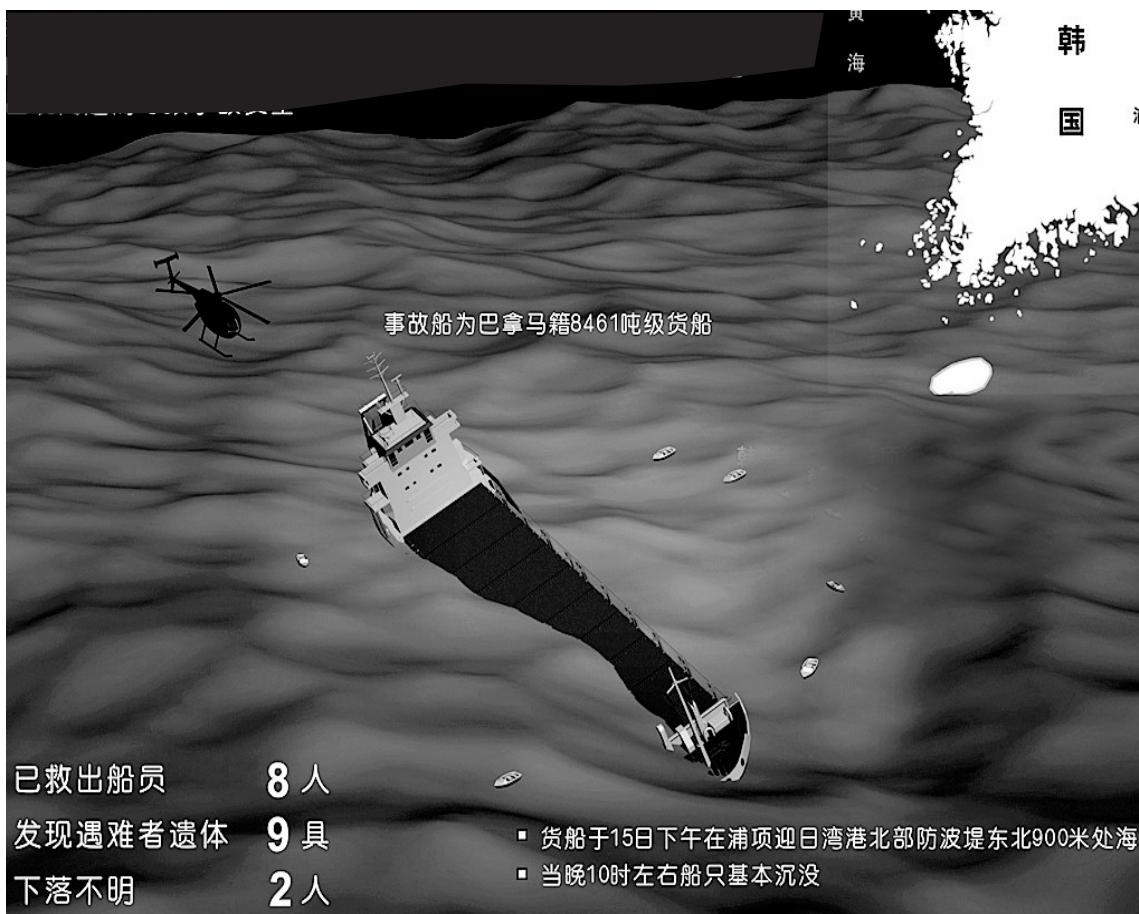 黄
海
韩
国
事故船为巴拿马籍8461吨级货船
已救出船员 8 人
发现遇难者遗体 9 具
下落不明 2 人
货船于15日下午在浦项迎日湾港北部防波堤东北900米处海
当晚10时左右船只基本沉没